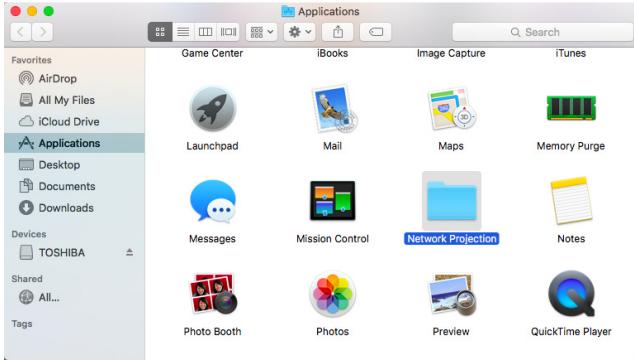 Applications
Search
Favorites
AirDrop
All My Files
iCloud Drive
Applications
Desktop
Documents
Downloads
Devices
TOSHIBA
Shared
All...
Tags
Game Center iBooks Image Capture iTunes
Launchpad Mail Maps Memory Purge
Messages Mission Control Network Projection Notes
Photo Booth Photos Preview QuickTime Player